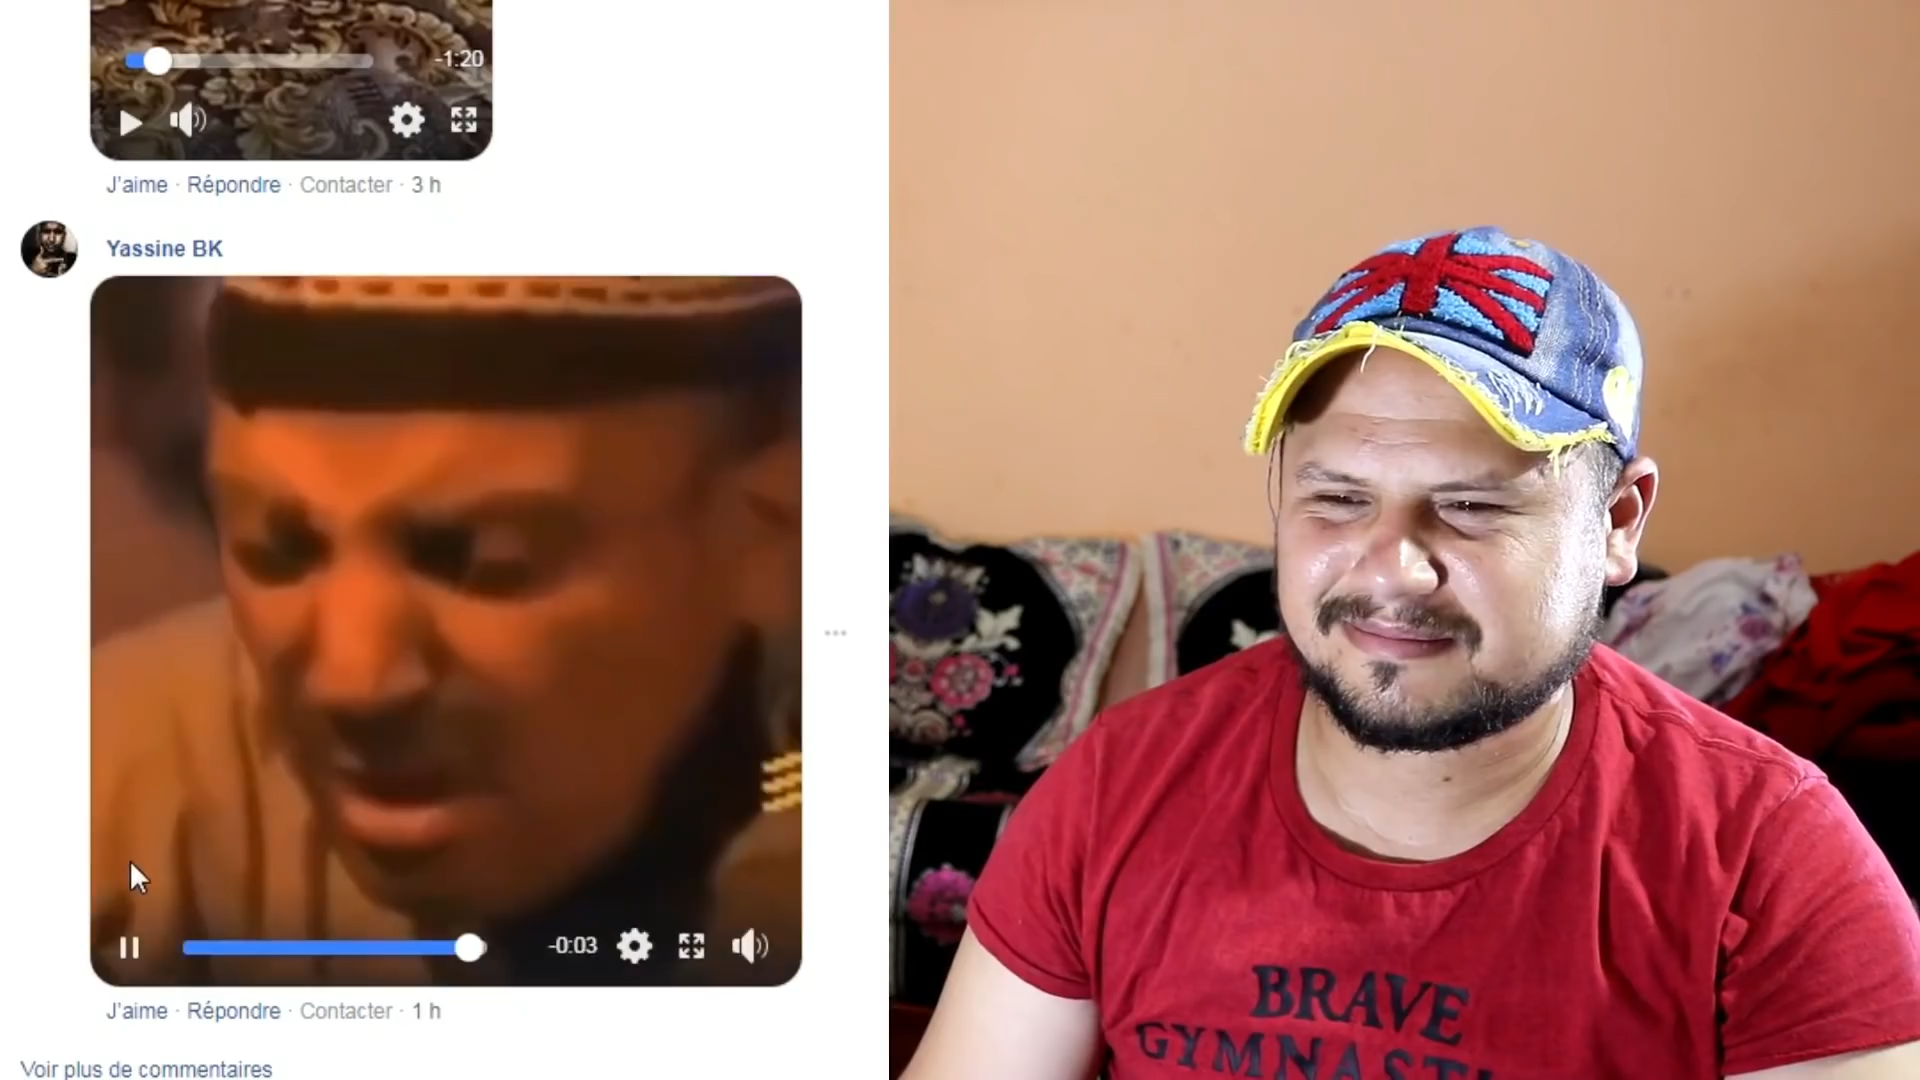 -1:20
J'aime · Répondre · Contacter · 3 h
Yassine BK
-0:03
J'aime · Répondre · Contacter · 1 h
Voir plus de commentaires
BRAVE
GYMNAST